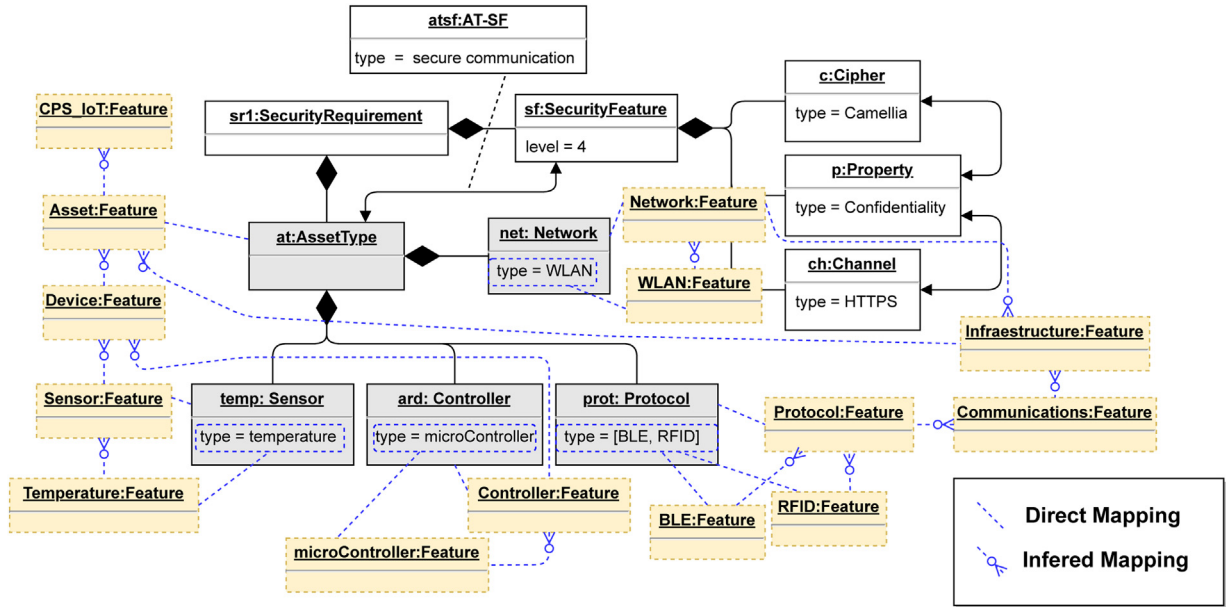 atsf:AT-SF
type = secure communication
CPS_IoT:Feature
sr1:SecurityRequirement
sf:SecurityFeature
level = 4
c:Cipher
type = Camellia
p:Property
type = Confidentiality
ch:Channel
type = HTTPS
Asset:Feature
at:AssetType
net: Network
type = WLAN
Network:Feature
WLAN:Feature
Device:Feature
Infraestructure:Feature
Sensor:Feature
temp: Sensor
type = temperature
ard: Controller
type = microController
prot: Protocol
type = [BLE, RFID]
Protocol:Feature
Communications:Feature
Temperature:Feature
Controller:Feature
BLE:Feature
RFID:Feature
microController:Feature
Direct Mapping
Infered Mapping